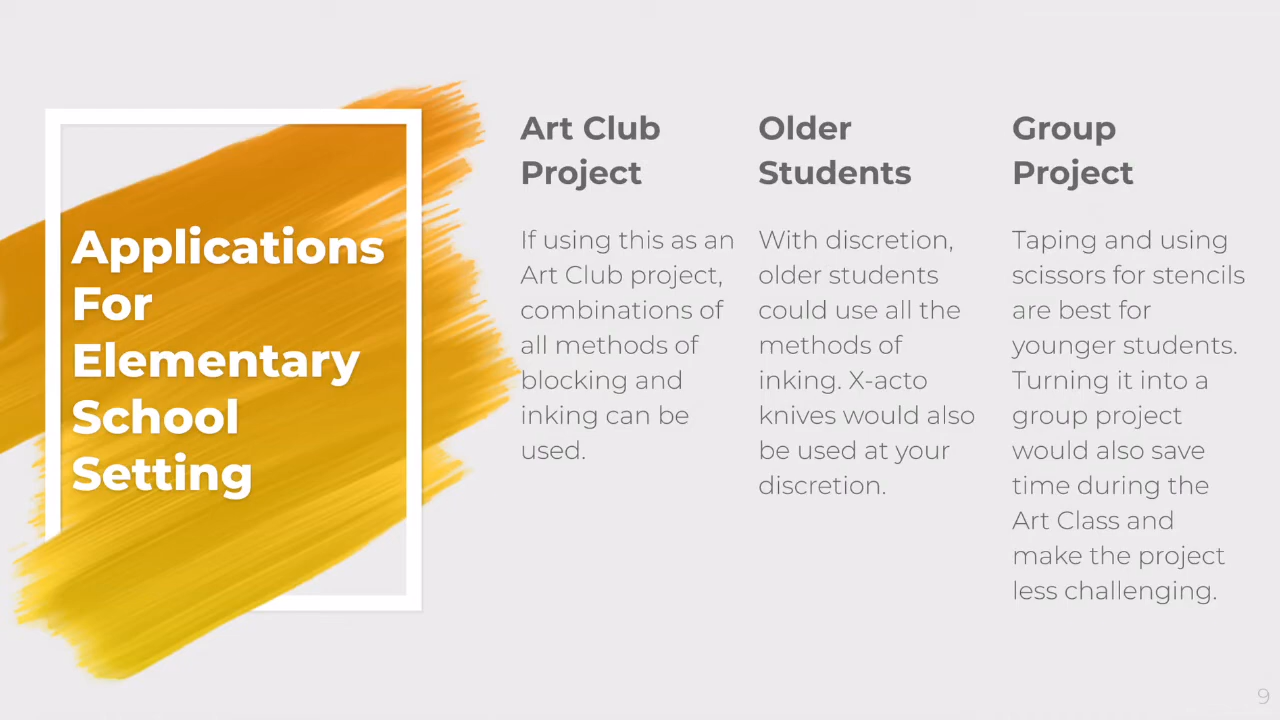 Applications
For
Elementary
School
Setting
Art Club
Project
If using this as an
Art Club project,
combinations of
all methods of
blocking and
inking can be
used.
Older
Students
With discretion,
older students
could use all the
methods of
inking. X-acto
knives would also
be used at your
discretion.
Group
Project
Taping and using
scissors for stencils
are best for
younger students.
Turning it into a
group project
would also save
time during the
Art Class and
make the project
less challenging.
9